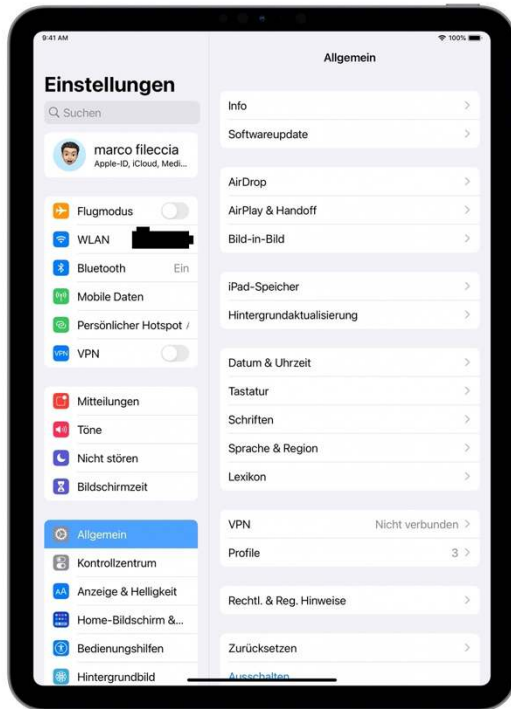 9:41 AM
100%
Einstellungen
Suchen
marco fileccia
Apple-ID, iCloud, Medi...
Flugmodus
WLAN
Bluetooth Ein
Mobile Daten
Persönlicher Hotspot
VPN VPN
Mitteilungen
Töne
Nicht stören
Bildschirmzeit
Allgemein
Kontrollzentrum
AA Anzeige & Helligkeit
Home-Bildschirm &...
Bedienungshilfen
Hintergrundbild
Allgemein
Info
Softwareupdate
AirDrop
AirPlay & Handoff
Bild-in-Bild
iPad-Speicher
Hintergrundaktualisierung
Datum & Uhrzeit
Tastatur
Schriften
Sprache & Region
Lexikon
VPN Nicht verbunden
Profile 3
Rechtl. & Reg. Hinweise
Zurücksetzen
Ausschalten